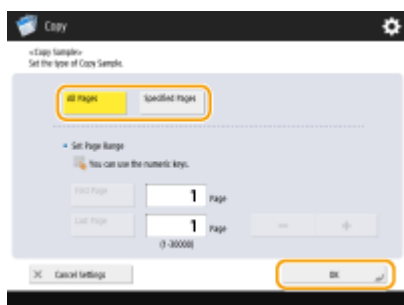 Copy
<Copy Sample>
Set the type of Copy Sample.
All Pages
Specified Pages
Set Page Range
You can use the numeric keys.
First Page
1 Page
Last Page
1 Page
(1-30000)
− +
× Cancel Settings
OK